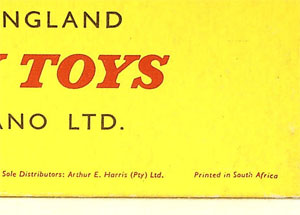 NGLAND
TOYS
ANO LTD.
Sole Distributors: Arthur E. Harris (Pty) Ltd. Printed in South Africa